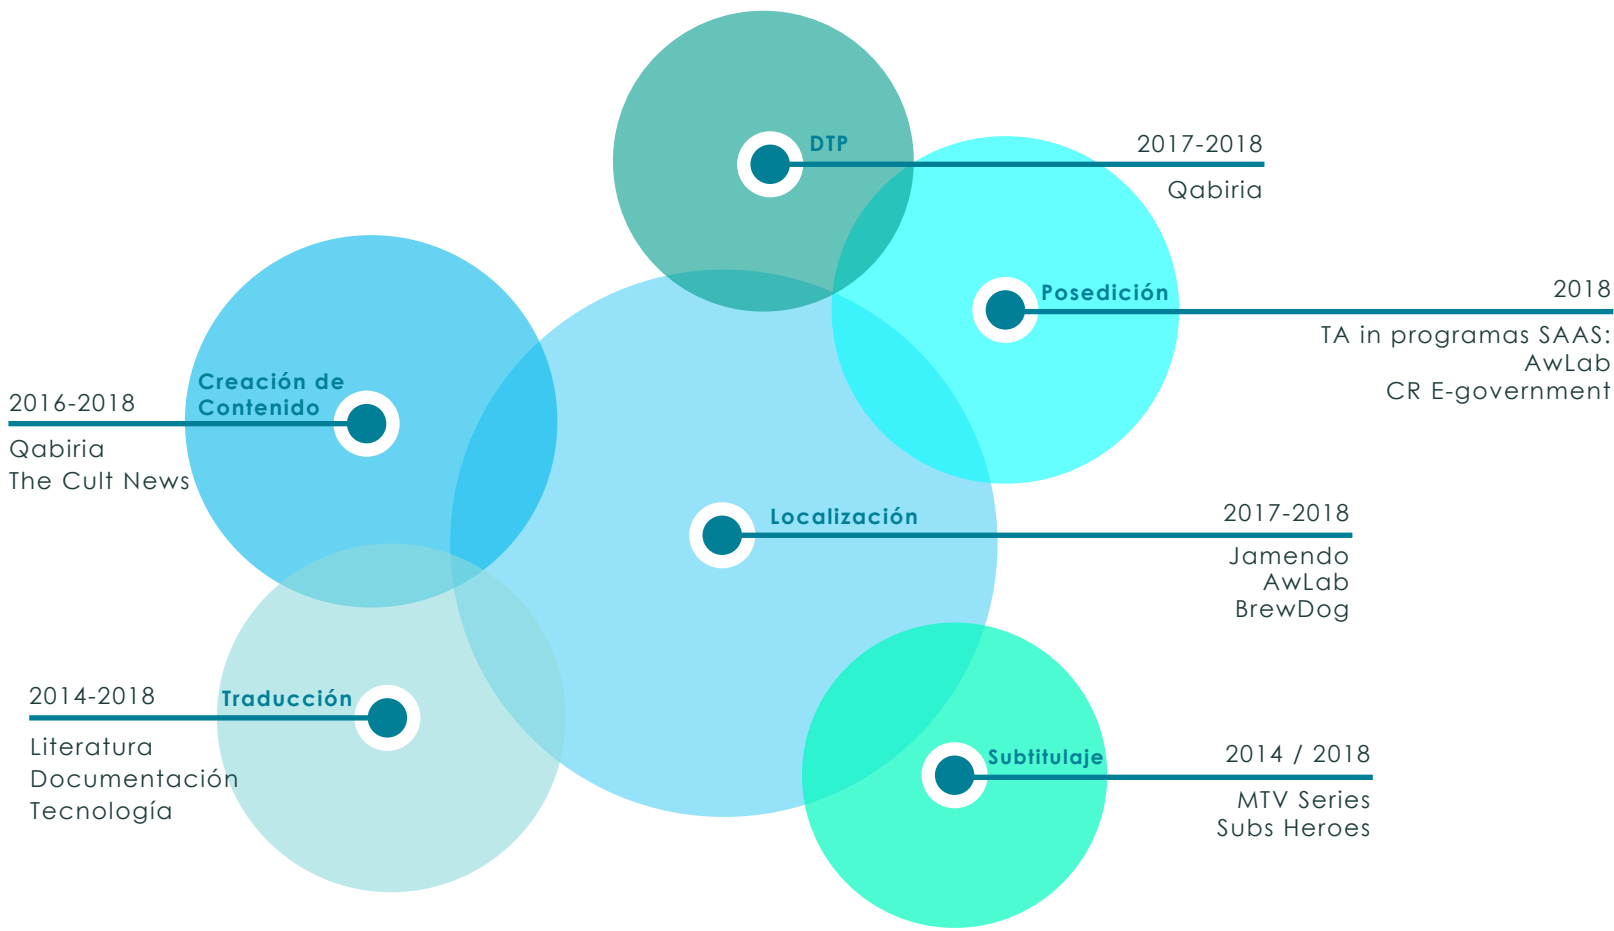 DTP
2017-2018
Qabiria
Posedición
2018
TA in programas SAAS:
AwLab
CR E-government
Creación de
Contenido
2016-2018
Qabiria
The Cult News
Localización
2017-2018
Jamendo
AwLab
BrewDog
2014-2018
Traducción
Literatura
Documentación
Tecnología
Subtitulaje
2014 / 2018
MTV Series
Subs Heroes